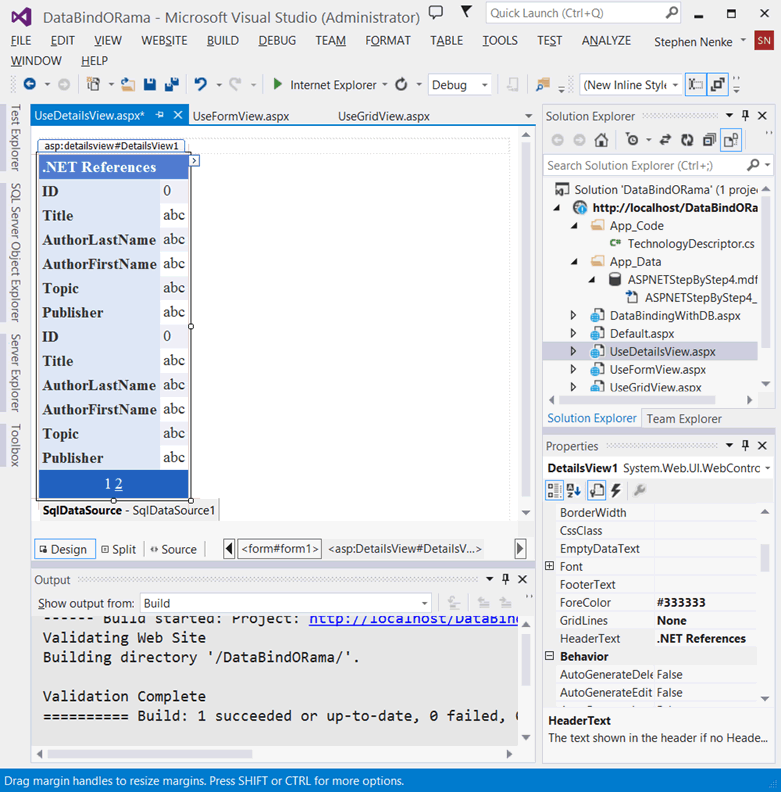 DataBindORama - Microsoft Visual Studio (Administrator)
Quick Launch (Ctrl+Q)
FILE EDIT VIEW WEBSITE BUILD DEBUG TEAM FORMAT TABLE TOOLS TEST ANALYZE Stephen Nenke SN
WINDOW HELP
Internet Explorer Debug (New Inline Style
Test Explorer
SQL Server Object Explorer
Server Explorer
Toolbox
UseDetailsView.aspx* UseFormView.aspx UseGridView.aspx
asp:detailsview#DetailsView1
.NET References
ID 0
Title abc
AuthorLastName abc
AuthorFirstName abc
Topic abc
Publisher abc
ID 0
Title abc
AuthorLastName abc
AuthorFirstName abc
Topic abc
Publisher abc
1 2
SqlDataSource - SqlDataSource1
Design Split Source <form#form1> <asp:DetailsView#DetailsV...>
Output
Show output from: Build
------ Build started: Project: http://localhost/DataBind
Validating Web Site
Building directory '/DataBindORama/'.
Validation Complete
========== Build: 1 succeeded or up-to-date, 0 failed,
Solution Explorer
Search Solution Explorer (Ctrl+;)
Solution 'DataBindORama' (1 projec
http://localhost/DataBindORa
App_Code
TechnologyDescriptor.cs
App_Data
ASPNETStepByStep4.mdf
ASPNETStepByStep4_
DataBindingWithDB.aspx
Default.aspx
UseDetailsView.aspx
UseFormView.aspx
UseGridView.aspx
Solution Explorer Team Explorer
Properties
DetailsView1 System.Web.UI.WebContro
BorderWidth
CssClass
EmptyDataText
Font
FooterText
ForeColor #333333
GridLines None
HeaderText .NET References
Behavior
AutoGenerateDele False
AutoGenerateEdit False
HeaderText
The text shown in the header if no Heade...
Drag margin handles to resize margins. Press SHIFT or CTRL for more options.